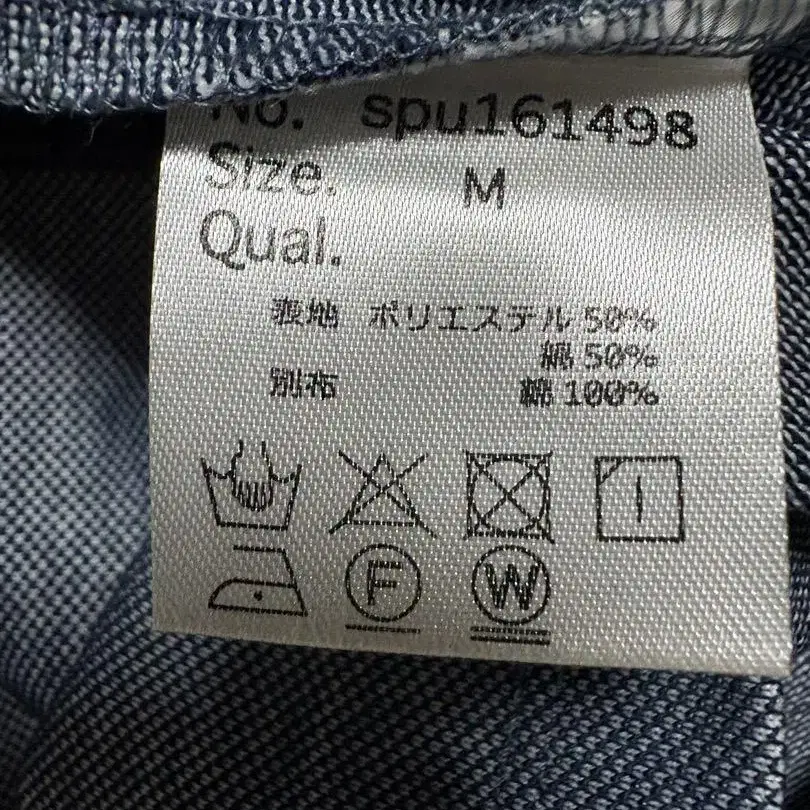 No. spu161498
Size. M
Qual.
表地 ポリエステル 50%
綿 50%
別布 綿 100%
F W